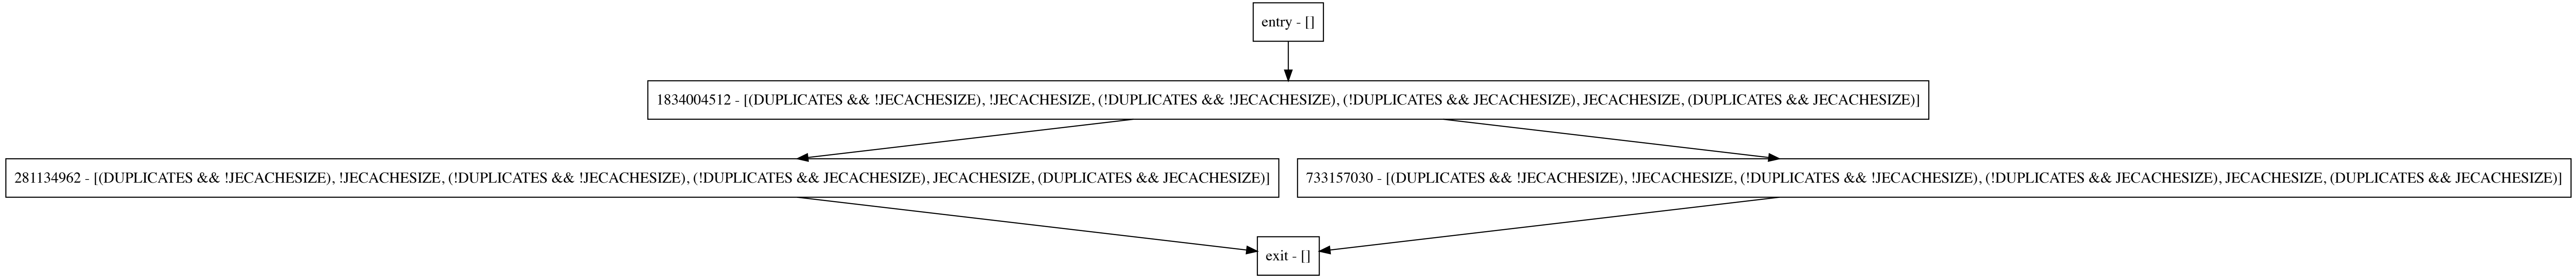 entry - []
1834004512 - [(DUPLICATES && !JECACHESIZE), !JECACHESIZE, (!DUPLICATES && !JECACHESIZE), (!DUPLICATES && JECACHESIZE), JECACHESIZE, (DUPLICATES && JECACHESIZE)]
281134962 - [(DUPLICATES && !JECACHESIZE), !JECACHESIZE, (!DUPLICATES && !JECACHESIZE), (!DUPLICATES && JECACHESIZE), JECACHESIZE, (DUPLICATES && JECACHESIZE)]
733157030 - [(DUPLICATES && !JECACHESIZE), !JECACHESIZE, (!DUPLICATES && !JECACHESIZE), (!DUPLICATES && JECACHESIZE), JECACHESIZE, (DUPLICATES && JECACHESIZE)]
exit - []